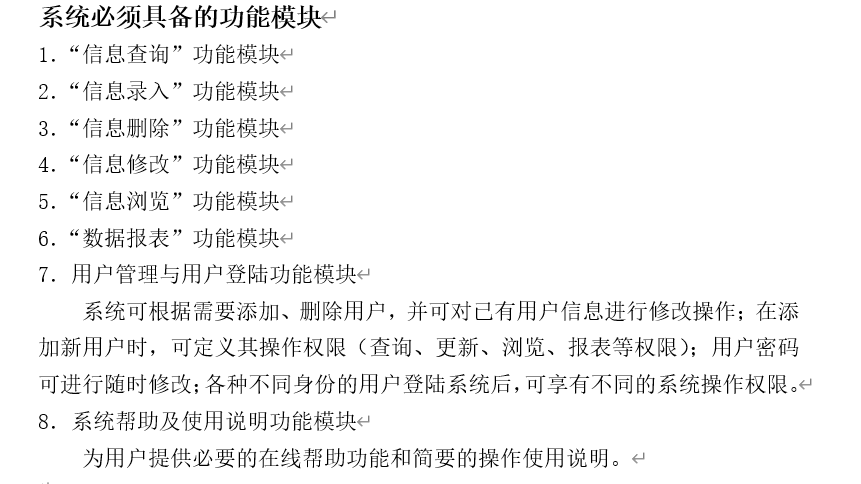 系统必须具备的功能模块↵
1.“信息查询”功能模块↵
2.“信息录入”功能模块↵
3.“信息删除”功能模块↵
4.“信息修改”功能模块↵
5.“信息浏览”功能模块↵
6.“数据报表”功能模块↵
7. 用户管理与用户登陆功能模块↵
系统可根据需要添加、删除用户，并可对已有用户信息进行修改操作；在添
加新用户时，可定义其操作权限（查询、更新、浏览、报表等权限）；用户密码
可进行随时修改；各种不同身份的用户登陆系统后，可享有不同的系统操作权限。↵
8. 系统帮助及使用说明功能模块↵
为用户提供必要的在线帮助功能和简要的操作使用说明。↵